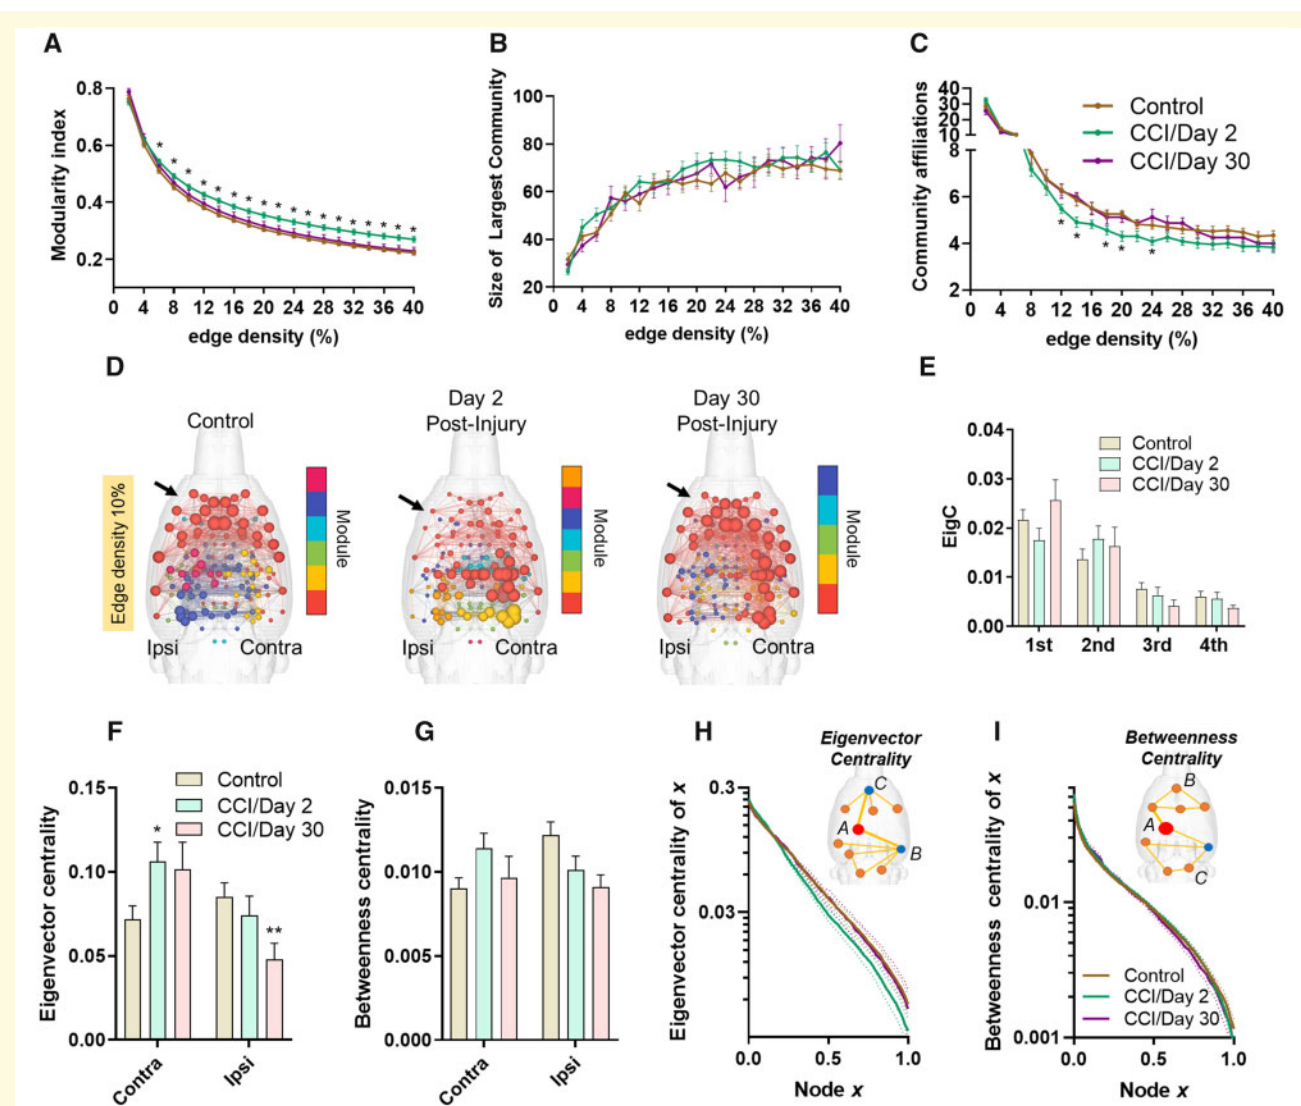 A
Modularity index
0.8
0.6
0.4
0.2
* * * * * * * * * * * * * * * * * *
0 4 8 12 16 20 24 28 32 36 40
edge density (%)
B
Size of Largest Community
100
80
60
40
20
0 4 8 12 16 20 24 28 32 36 40
edge density (%)
C
Community affiliations
40
30
20
10
8
6
4
2
Control
CCI/Day 2
CCI/Day 30
* * * * *
0 4 8 12 16 20 24 28 32 36 40
edge density (%)
D
Edge density 10%
Control
Ipsi Contra
Module
Day 2
Post-Injury
Ipsi Contra
Module
Day 30
Post-Injury
Ipsi Contra
Module
E
EigC
0.04
0.03
0.02
0.01
0.00
Control
CCI/Day 2
CCI/Day 30
1st 2nd 3rd 4th
F
Eigenvector centrality
0.15
0.10
0.05
0.00
Control
CCI/Day 2
CCI/Day 30
*
**
Contra Ipsi
G
Betweenness centrality
0.015
0.010
0.005
0.000
Contra Ipsi
H
Eigenvector centrality of x
0.3
0.03
Eigenvector
Centrality
C
A
B
0.0 0.5 1.0
Node x
I
Betweenness centrality of x
0.01
0.001
Betweenness
Centrality
B
A
C
Control
CCI/Day 2
CCI/Day 30
0.0 0.5 1.0
Node x